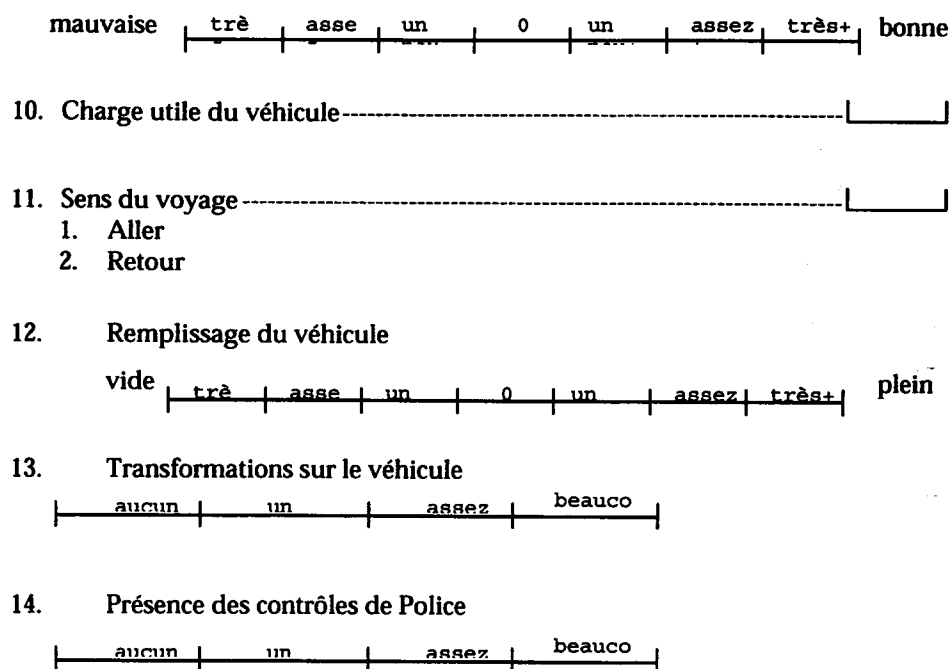 mauvaise trè asse un 0 un assez très+ bonne
10. Charge utile du véhicule
11. Sens du voyage
1. Aller
2. Retour
12. Remplissage du véhicule
vide trè asse un 0 un assez très+ plein
13. Transformations sur le véhicule
aucun un assez beauco
14. Présence des contrôles de Police
aucun un assez beauco